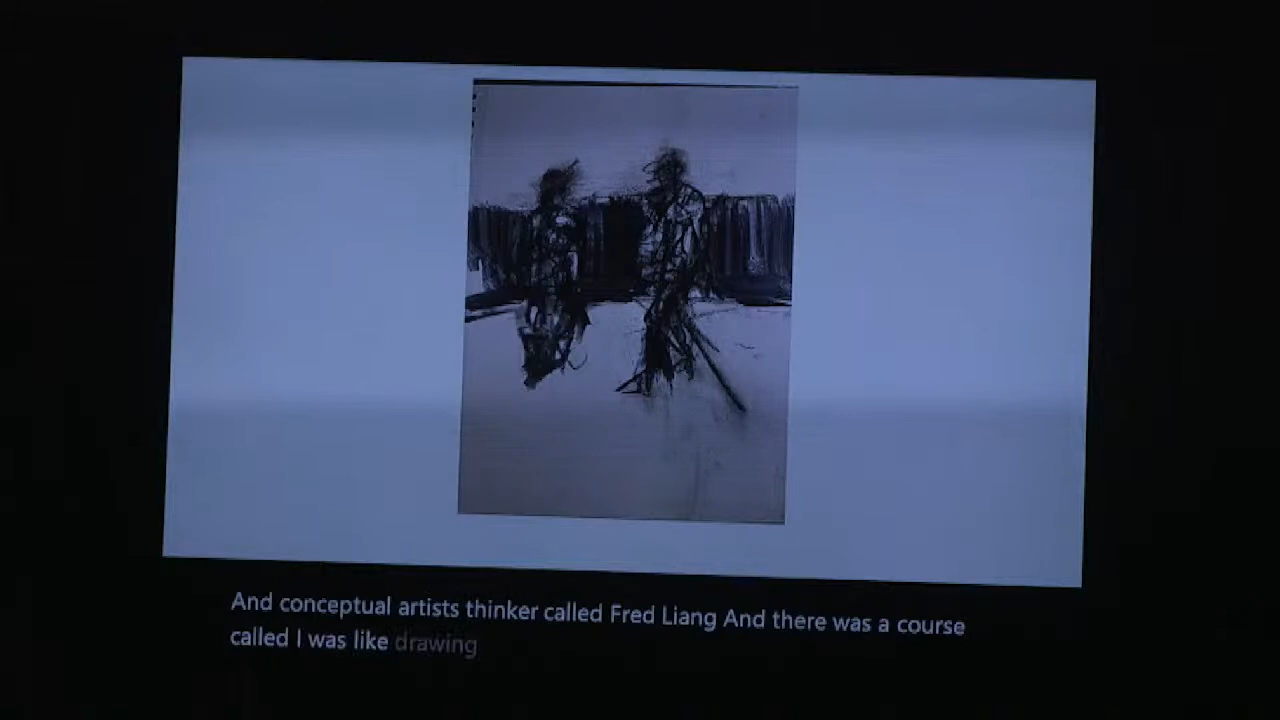 And conceptual artists thinker called Fred Liang And there was a course
called I was like drawing